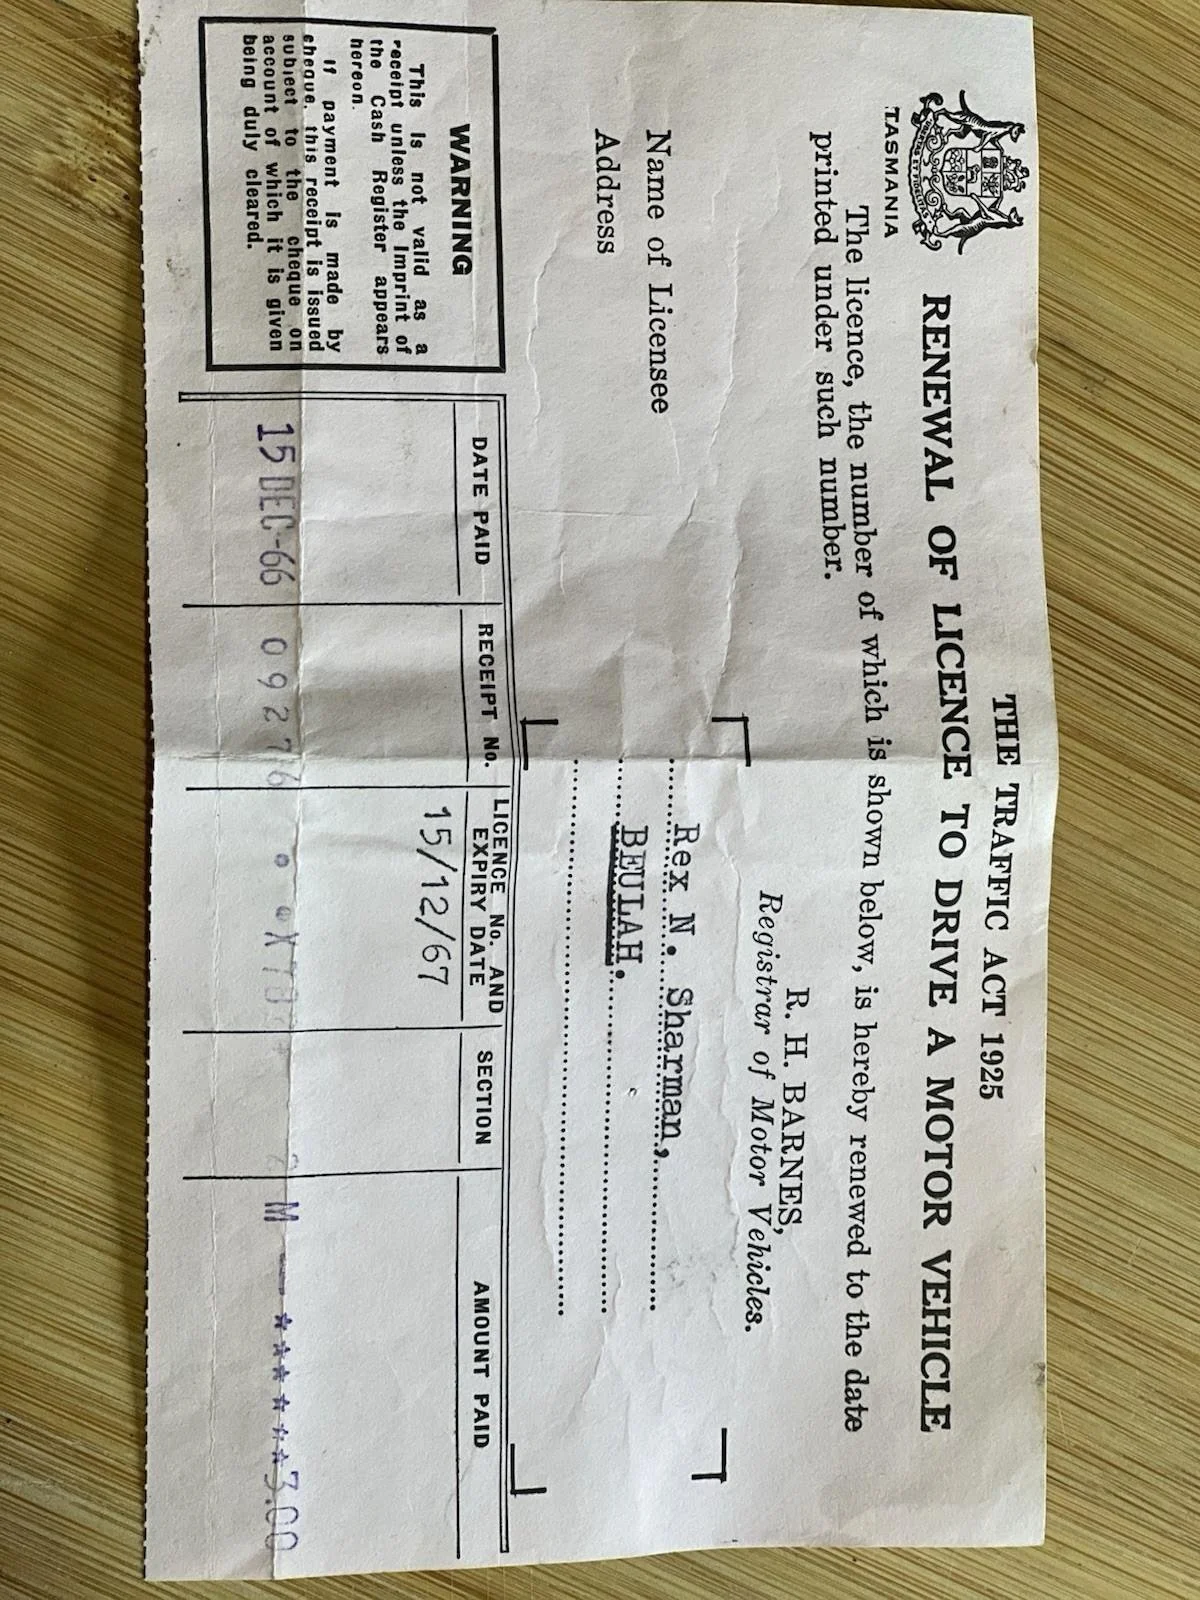 THE TRAFFIC ACT 1925
RENEWAL OF LICENCE TO DRIVE A MOTOR VEHICLE
TASMANIA
The licence, the number of which is shown below, is hereby renewed to the date
printed under such number.
R. H. BARNES,
Registrar of Motor Vehicles.
Name of Licensee
Rex N. Sharman,
Address
BEULAH.
WARNING
This is not valid as a
receipt unless the Imprint of
the Cash Register appears
hereon.
If payment is made by
cheque, this receipt is issued
subject to the cheque on
account of which it is given
being duly cleared.
DATE PAID
RECEIPT No.
LICENCE No. AND
EXPIRY DATE
SECTION
AMOUNT PAID
15/12/67
15 DEC-66 09276 M — ******3.00